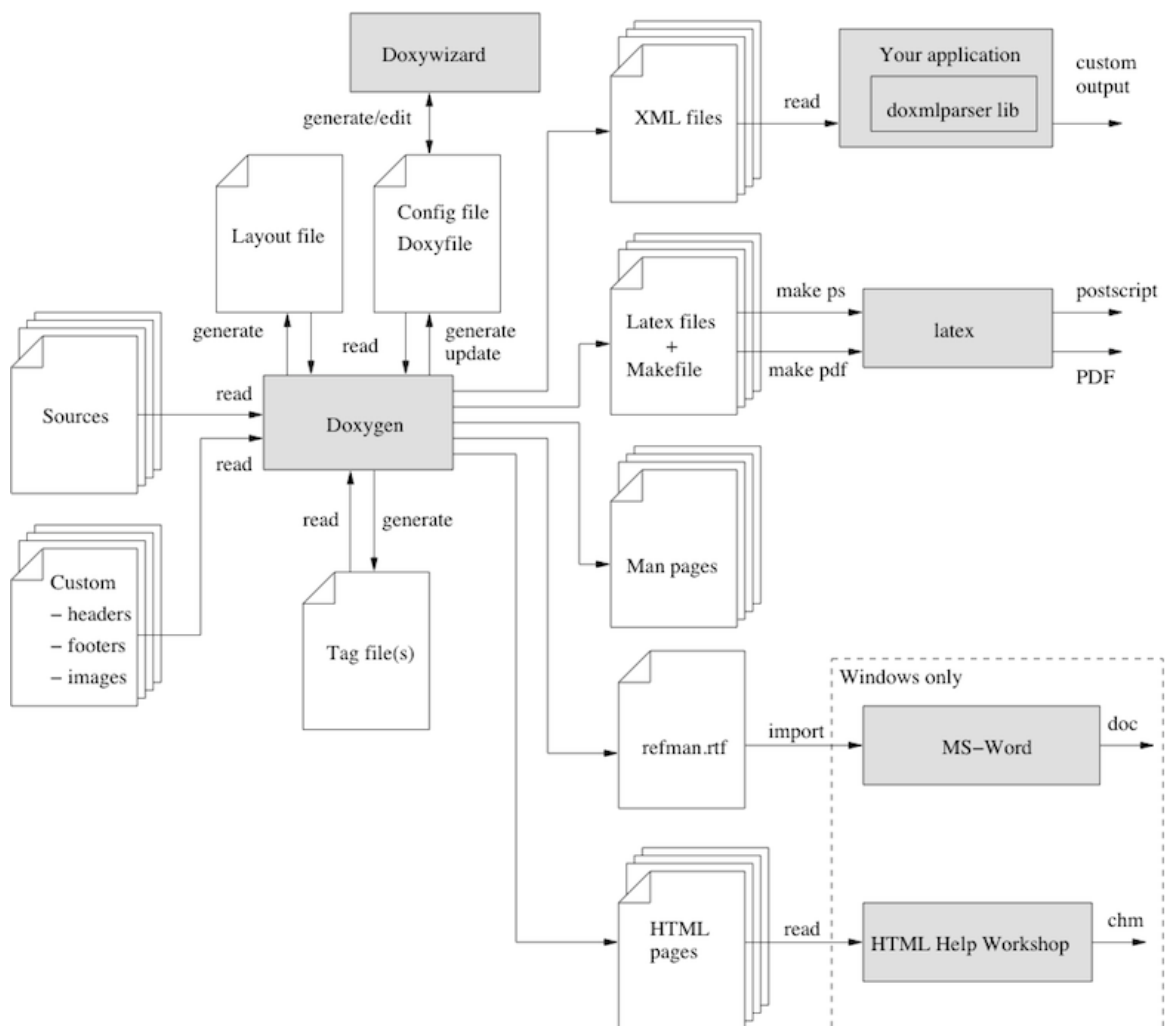 Doxywizard
generate/edit
Layout file
Config file
Doxyfile
generate
read
generate
update
Sources
read
Doxygen
read
Custom
– headers
– footers
– images
read
generate
Tag file(s)
XML files
read
Your application
doxmlparser lib
custom
output
Latex files
+
Makefile
make ps
make pdf
latex
postscript
PDF
Man pages
refman.rtf
import
Windows only
MS–Word
doc
HTML
pages
read
HTML Help Workshop
chm